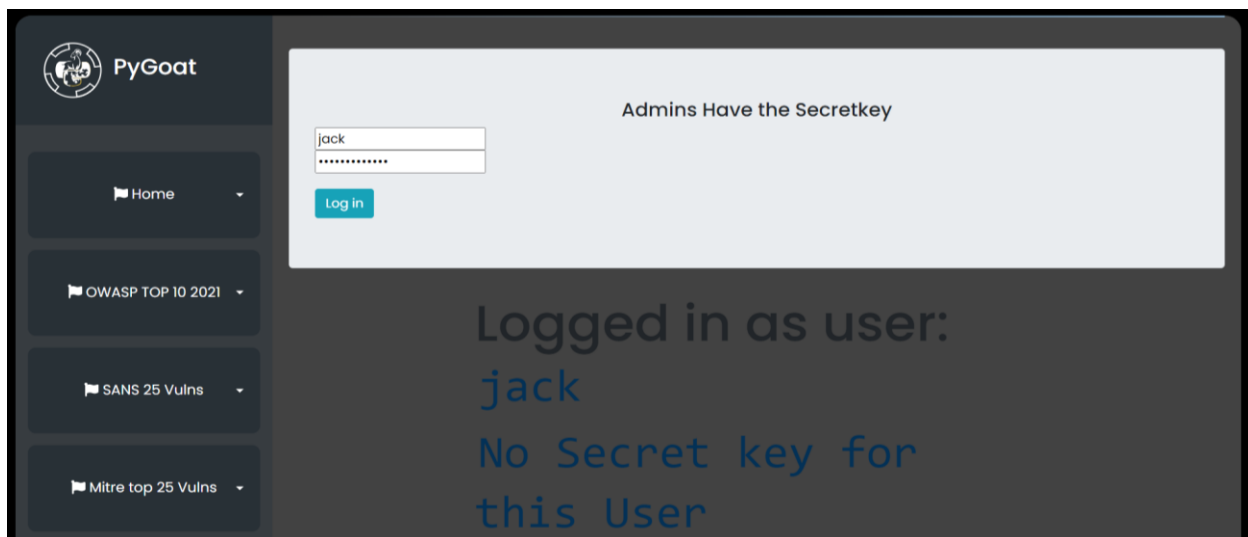 PyGoat
Home
OWASP TOP 10 2021
SANS 25 Vulns
Mitre top 25 Vulns
Admins Have the Secretkey
jack
•••••••••••••
Log in
Logged in as user:
jack
No Secret key for
this User